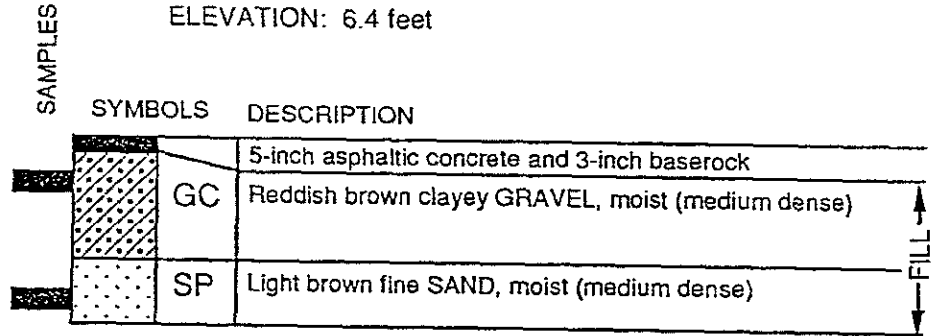 ELEVATION: 6.4 feet
SAMPLES
SYMBOLS DESCRIPTION
5-inch asphaltic concrete and 3-inch baserock
GC Reddish brown clayey GRAVEL, moist (medium dense)
FILL
SP Light brown fine SAND, moist (medium dense)